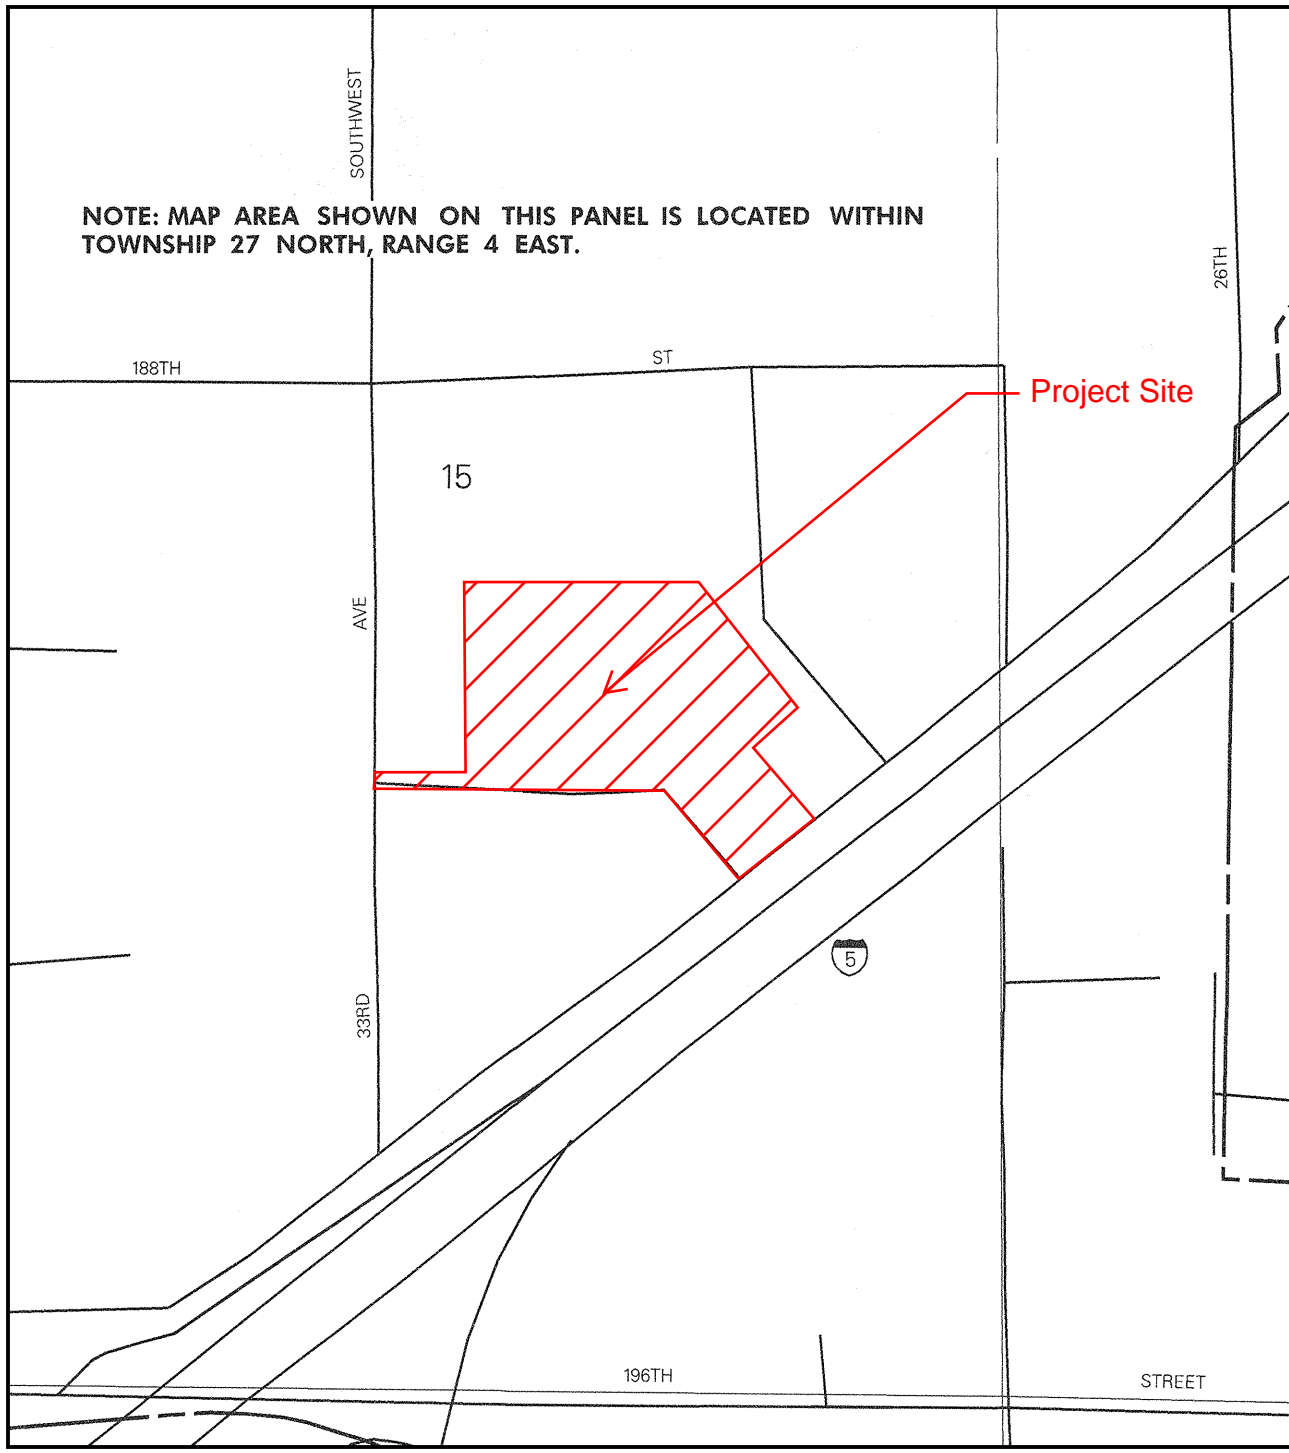 SOUTHWEST
NOTE: MAP AREA SHOWN ON THIS PANEL IS LOCATED WITHIN
TOWNSHIP 27 NORTH, RANGE 4 EAST.
26TH
188TH
ST
Project Site
15
AVE
5
33RD
196TH
STREET